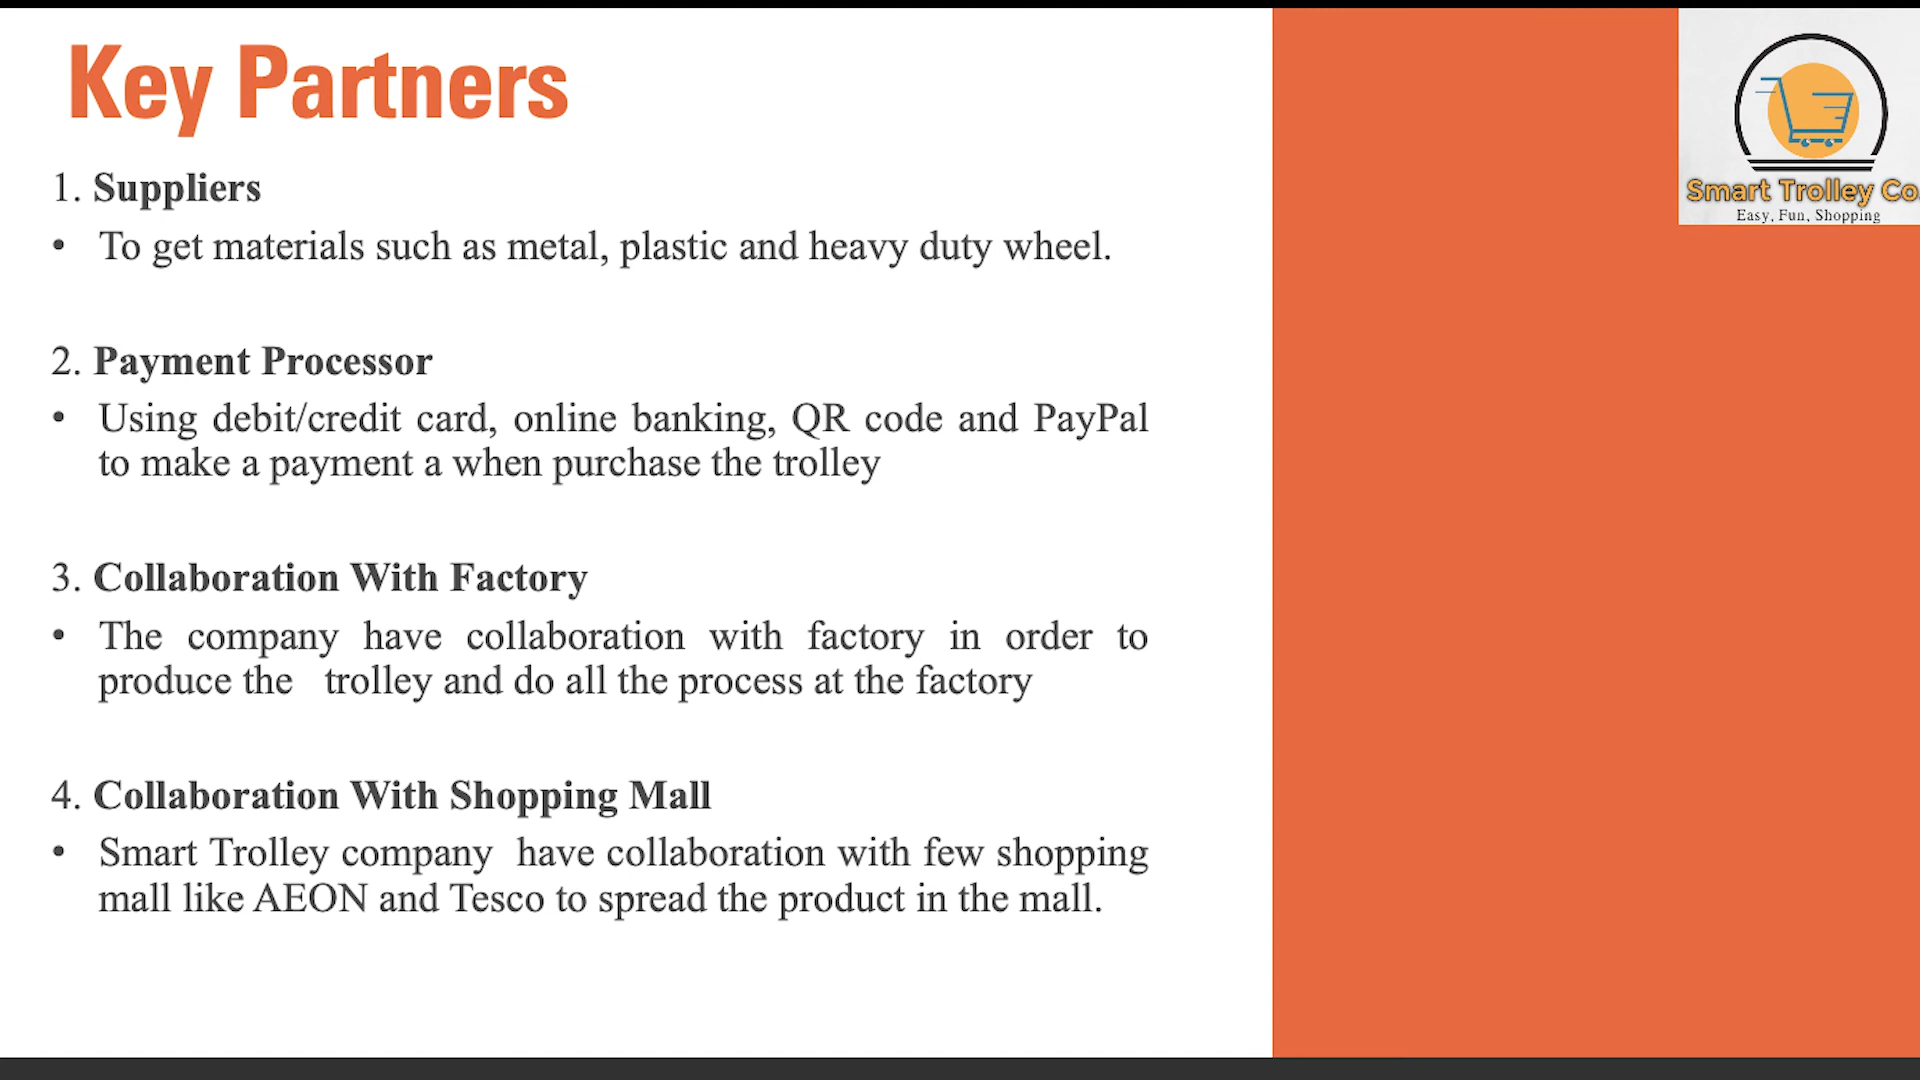 Key Partners
Smart Trolley Co.
Easy, Fun, Shopping
1. Suppliers
• To get materials such as metal, plastic and heavy duty wheel.
2. Payment Processor
• Using debit/credit card, online banking, QR code and PayPal
to make a payment a when purchase the trolley
3. Collaboration With Factory
• The company have collaboration with factory in order to
produce the trolley and do all the process at the factory
4. Collaboration With Shopping Mall
• Smart Trolley company have collaboration with few shopping
mall like AEON and Tesco to spread the product in the mall.